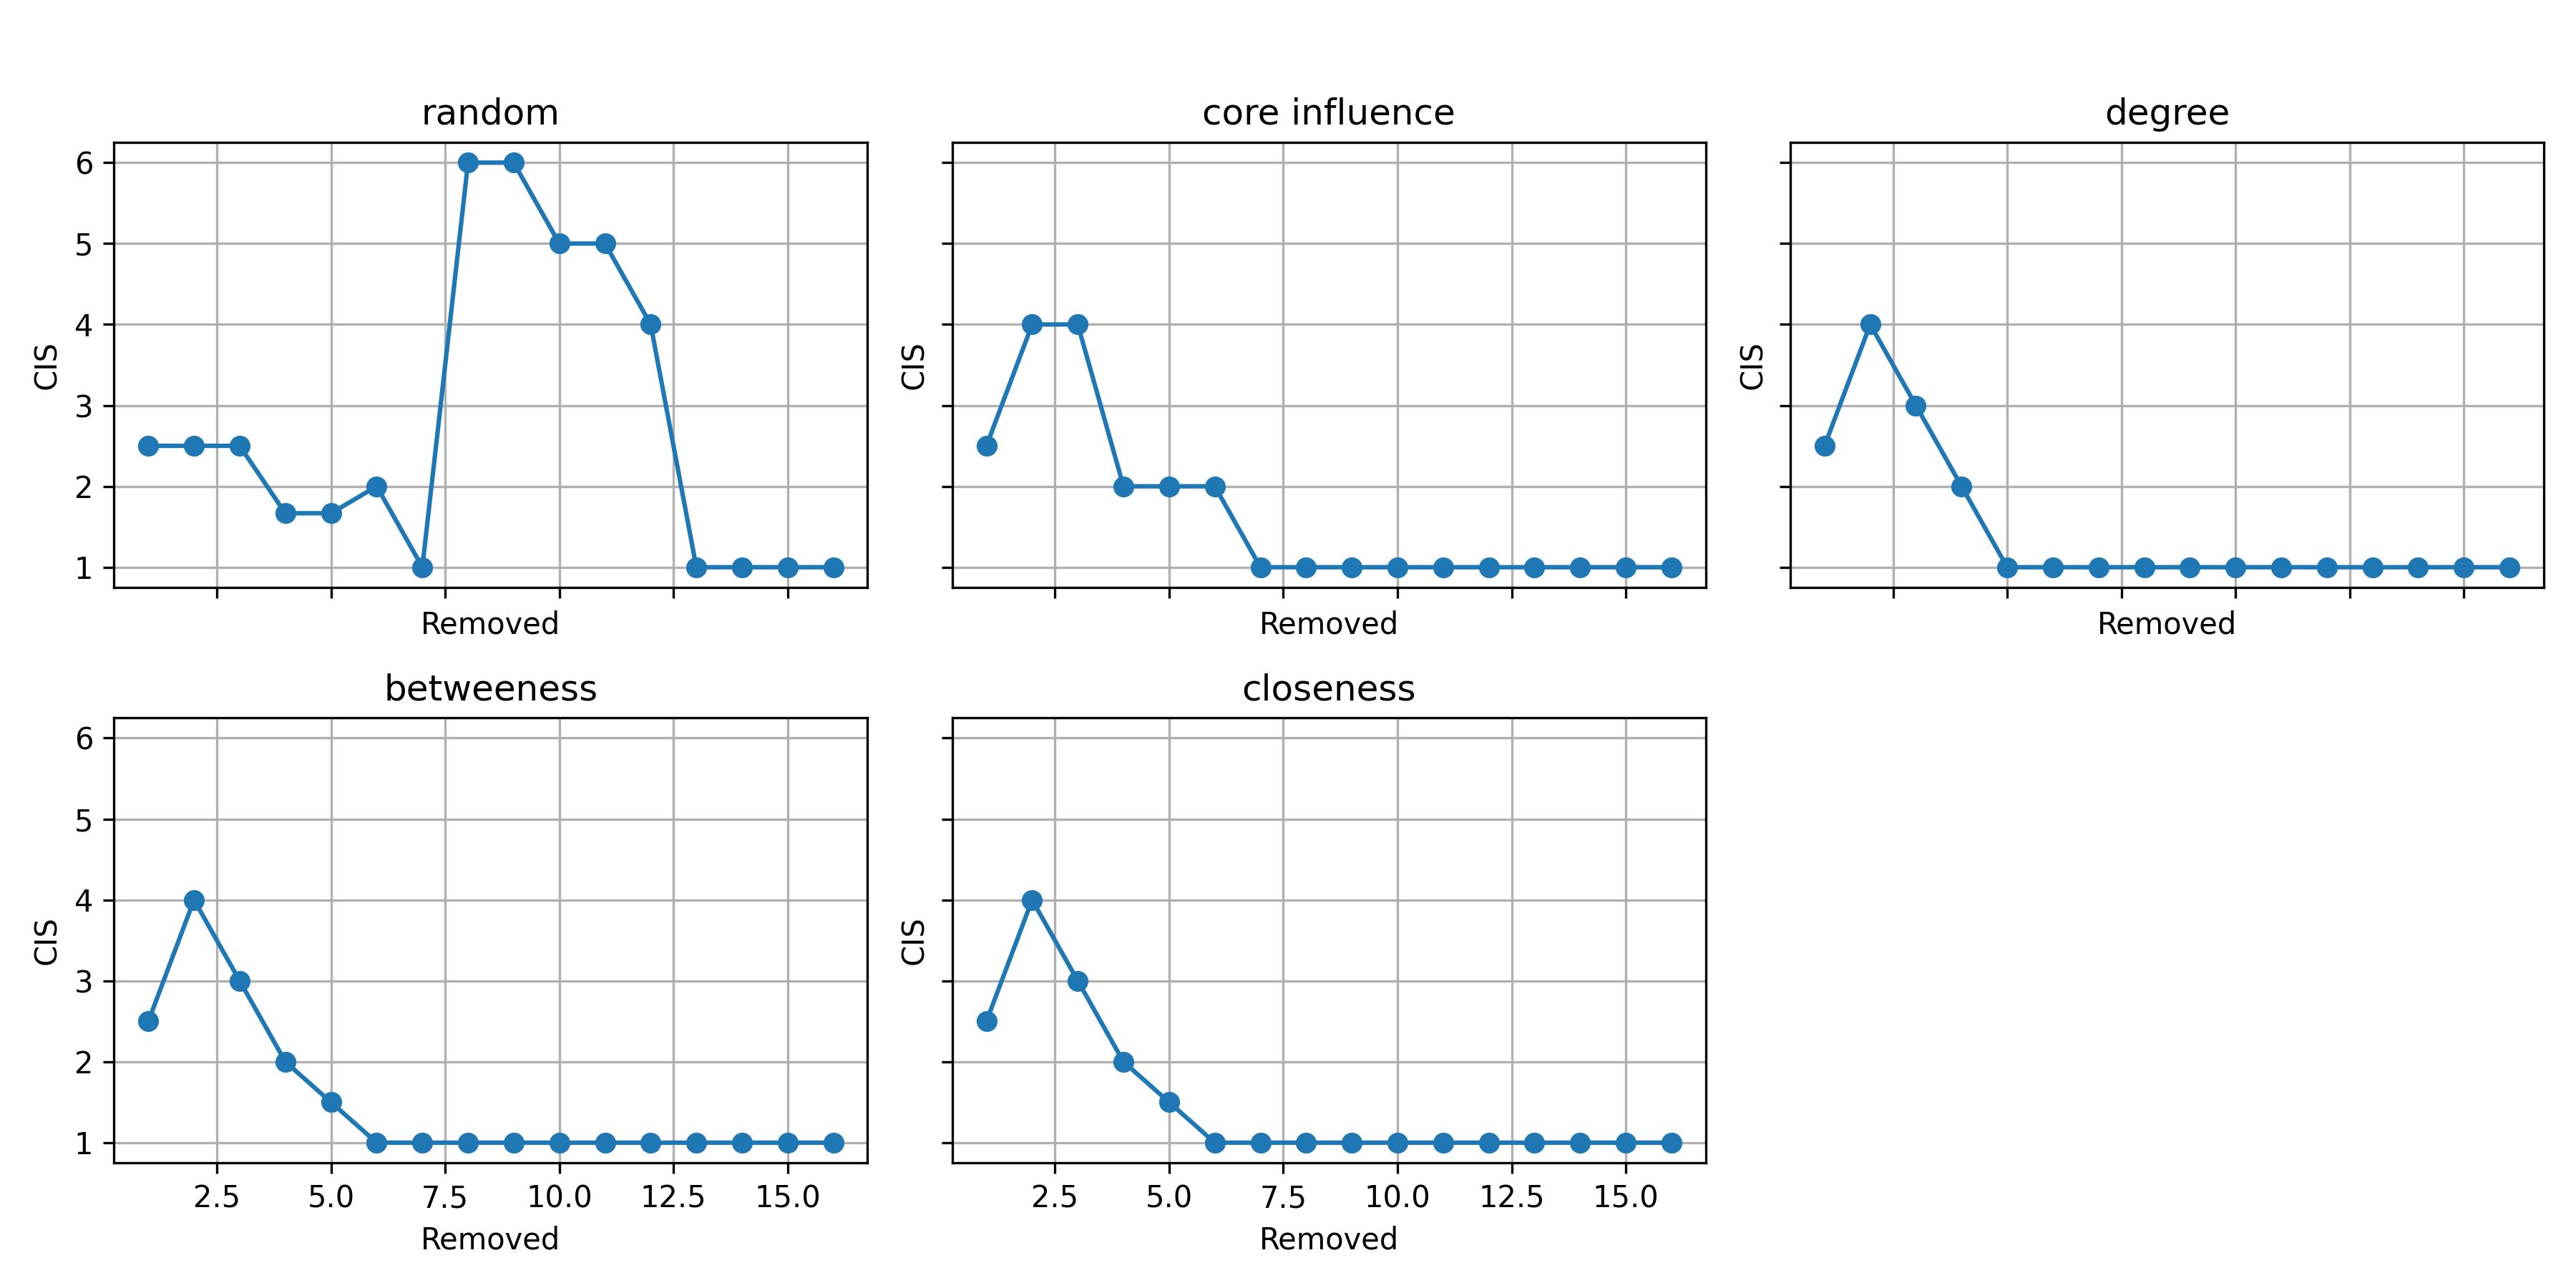 random
core influence
degree
6
5
4
3
2
1
CIS
CIS
CIS
Removed
Removed
Removed
betweeness
closeness
6
5
4
3
2
1
CIS
CIS
2.5 5.0 7.5 10.0 12.5 15.0
2.5 5.0 7.5 10.0 12.5 15.0
Removed
Removed